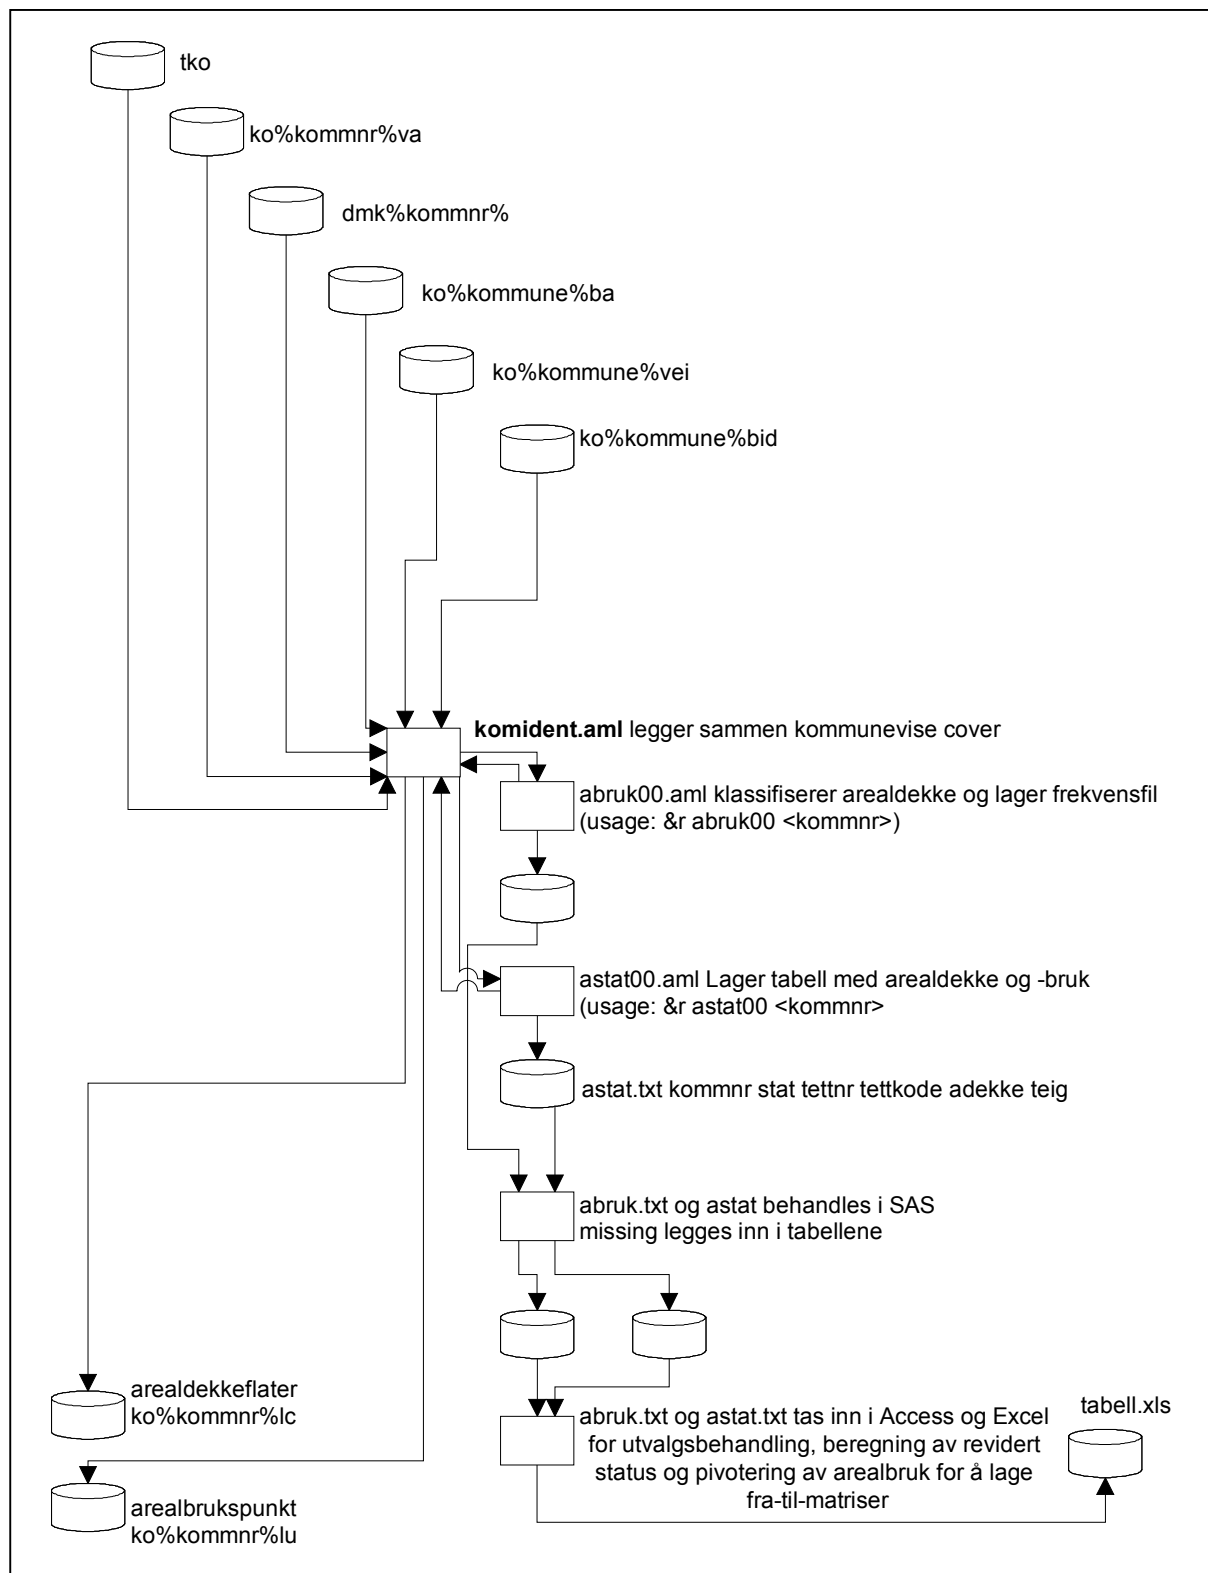 tko
ko%kommnr%va
dmk%kommnr%
ko%kommune%ba
ko%kommune%vei
ko%kommune%bid
komident.aml legger sammen kommunevise cover
abruk00.aml klassifiserer arealdekke og lager frekvensfil
(usage: &r abruk00 <kommnr>)
astat00.aml Lager tabell med arealdekke og -bruk
(usage: &r astat00 <kommnr>
astat.txt kommnr stat tettnr tettkode adekke teig
abruk.txt og astat behandles i SAS
missing legges inn i tabellene
arealdekkeflater
ko%kommnr%lc
abruk.txt og astat.txt tas inn i Access og Excel
for utvalgsbehandling, beregning av revidert
status og pivotering av arealbruk for å lage
fra-til-matriser
tabell.xls
arealbrukspunkt
ko%kommnr%lu